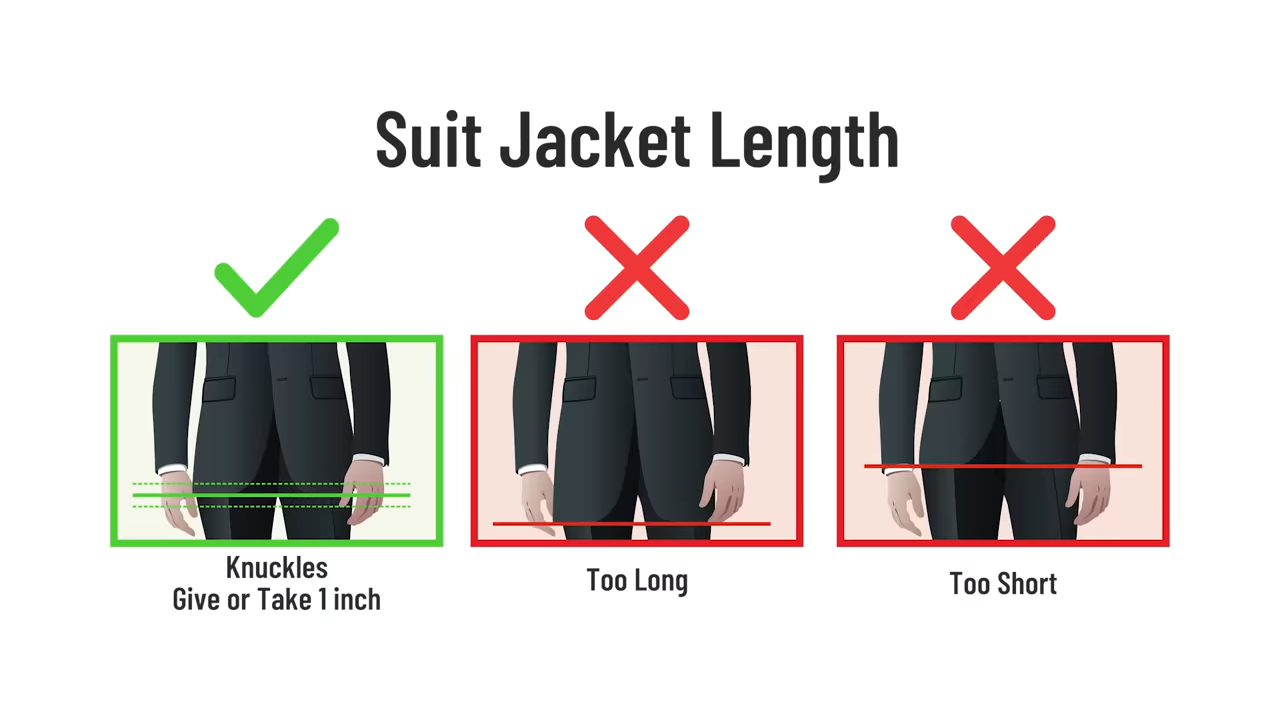 Suit Jacket Length
Knuckles
Give or Take 1 inch
Too Long
Too Short